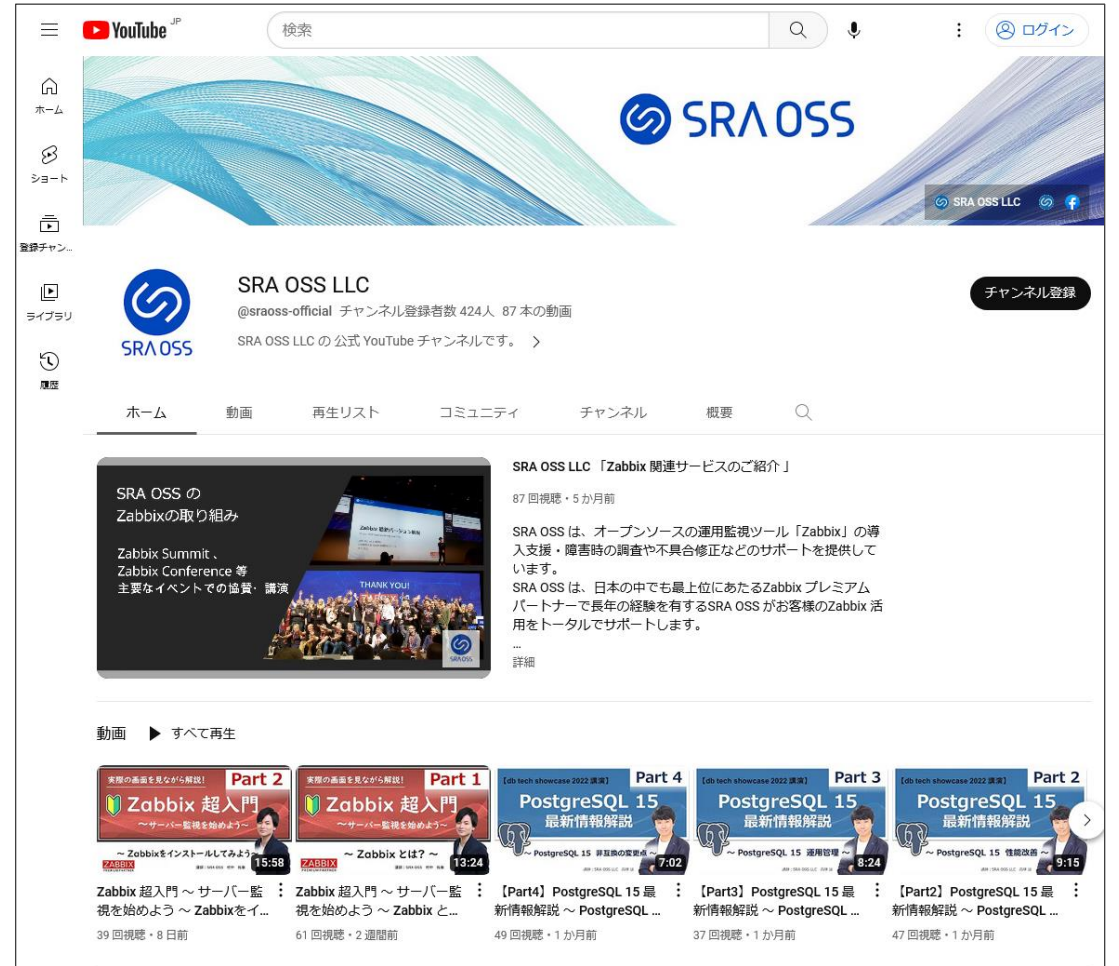 YouTube JP
検索
ログイン
ホーム
ショート
登録チャン...
ライブラリ
履歴
SRA OSS
SRA OSS LLC
SRA OSS
SRA OSS LLC
@sraoss-official チャンネル登録者数 424人 87 本の動画
SRA OSS LLC の 公式 YouTube チャンネルです。
チャンネル登録
ホーム 動画 再生リスト コミュニティ チャンネル 概要
SRA OSS の
Zabbixの取り組み
Zabbix Summit 、
Zabbix Conference 等
主要なイベントでの協賛・講演
THANK YOU!
SRA OSS
SRA OSS LLC 「Zabbix 関連サービスのご紹介 」
87 回視聴・5 か月前
SRA OSS は、オープンソースの運用監視ツール「Zabbix」の導
入支援・障害時の調査や不具合修正などのサポートを提供して
います。
SRA OSS は、日本の中でも最上位にあたるZabbix プレミアム
パートナーで長年の経験を有するSRA OSS がお客様のZabbix 活
用をトータルでサポートします。
...
詳細
動画 すべて再生
実際の画面を見ながら解説! Part 2
Zabbix 超入門
～サーバー監視を始めよう～
～ Zabbixをインストールしてみよう～
ZABBIX
15:58
Zabbix 超入門 ～ サーバー監
視を始めよう ～ Zabbixをイ...
39 回視聴・8 日前
実際の画面を見ながら解説! Part 1
Zabbix 超入門
～サーバー監視を始めよう～
～ Zabbix とは? ～
ZABBIX
13:24
Zabbix 超入門 ～ サーバー監
視を始めよう ～ Zabbix と...
61 回視聴・2 週間前
【db tech showcase 2022 講演】 Part 4
PostgreSQL 15
最新情報解説
～ PostgreSQL 15 非互換の変更点 ～
7:02
【Part4】PostgreSQL 15 最
新情報解説 ～ PostgreSQL ...
49 回視聴・1 か月前
【db tech showcase 2022 講演】 Part 3
PostgreSQL 15
最新情報解説
～ PostgreSQL 15 運用管理 ～
8:24
【Part3】PostgreSQL 15 最
新情報解説 ～ PostgreSQL ...
37 回視聴・1 か月前
【db tech showcase 2022 講演】 Part 2
PostgreSQL 15
最新情報解説
～ PostgreSQL 15 性能改善 ～
9:15
【Part2】PostgreSQL 15 最
新情報解説 ～ PostgreSQL ...
47 回視聴・1 か月前